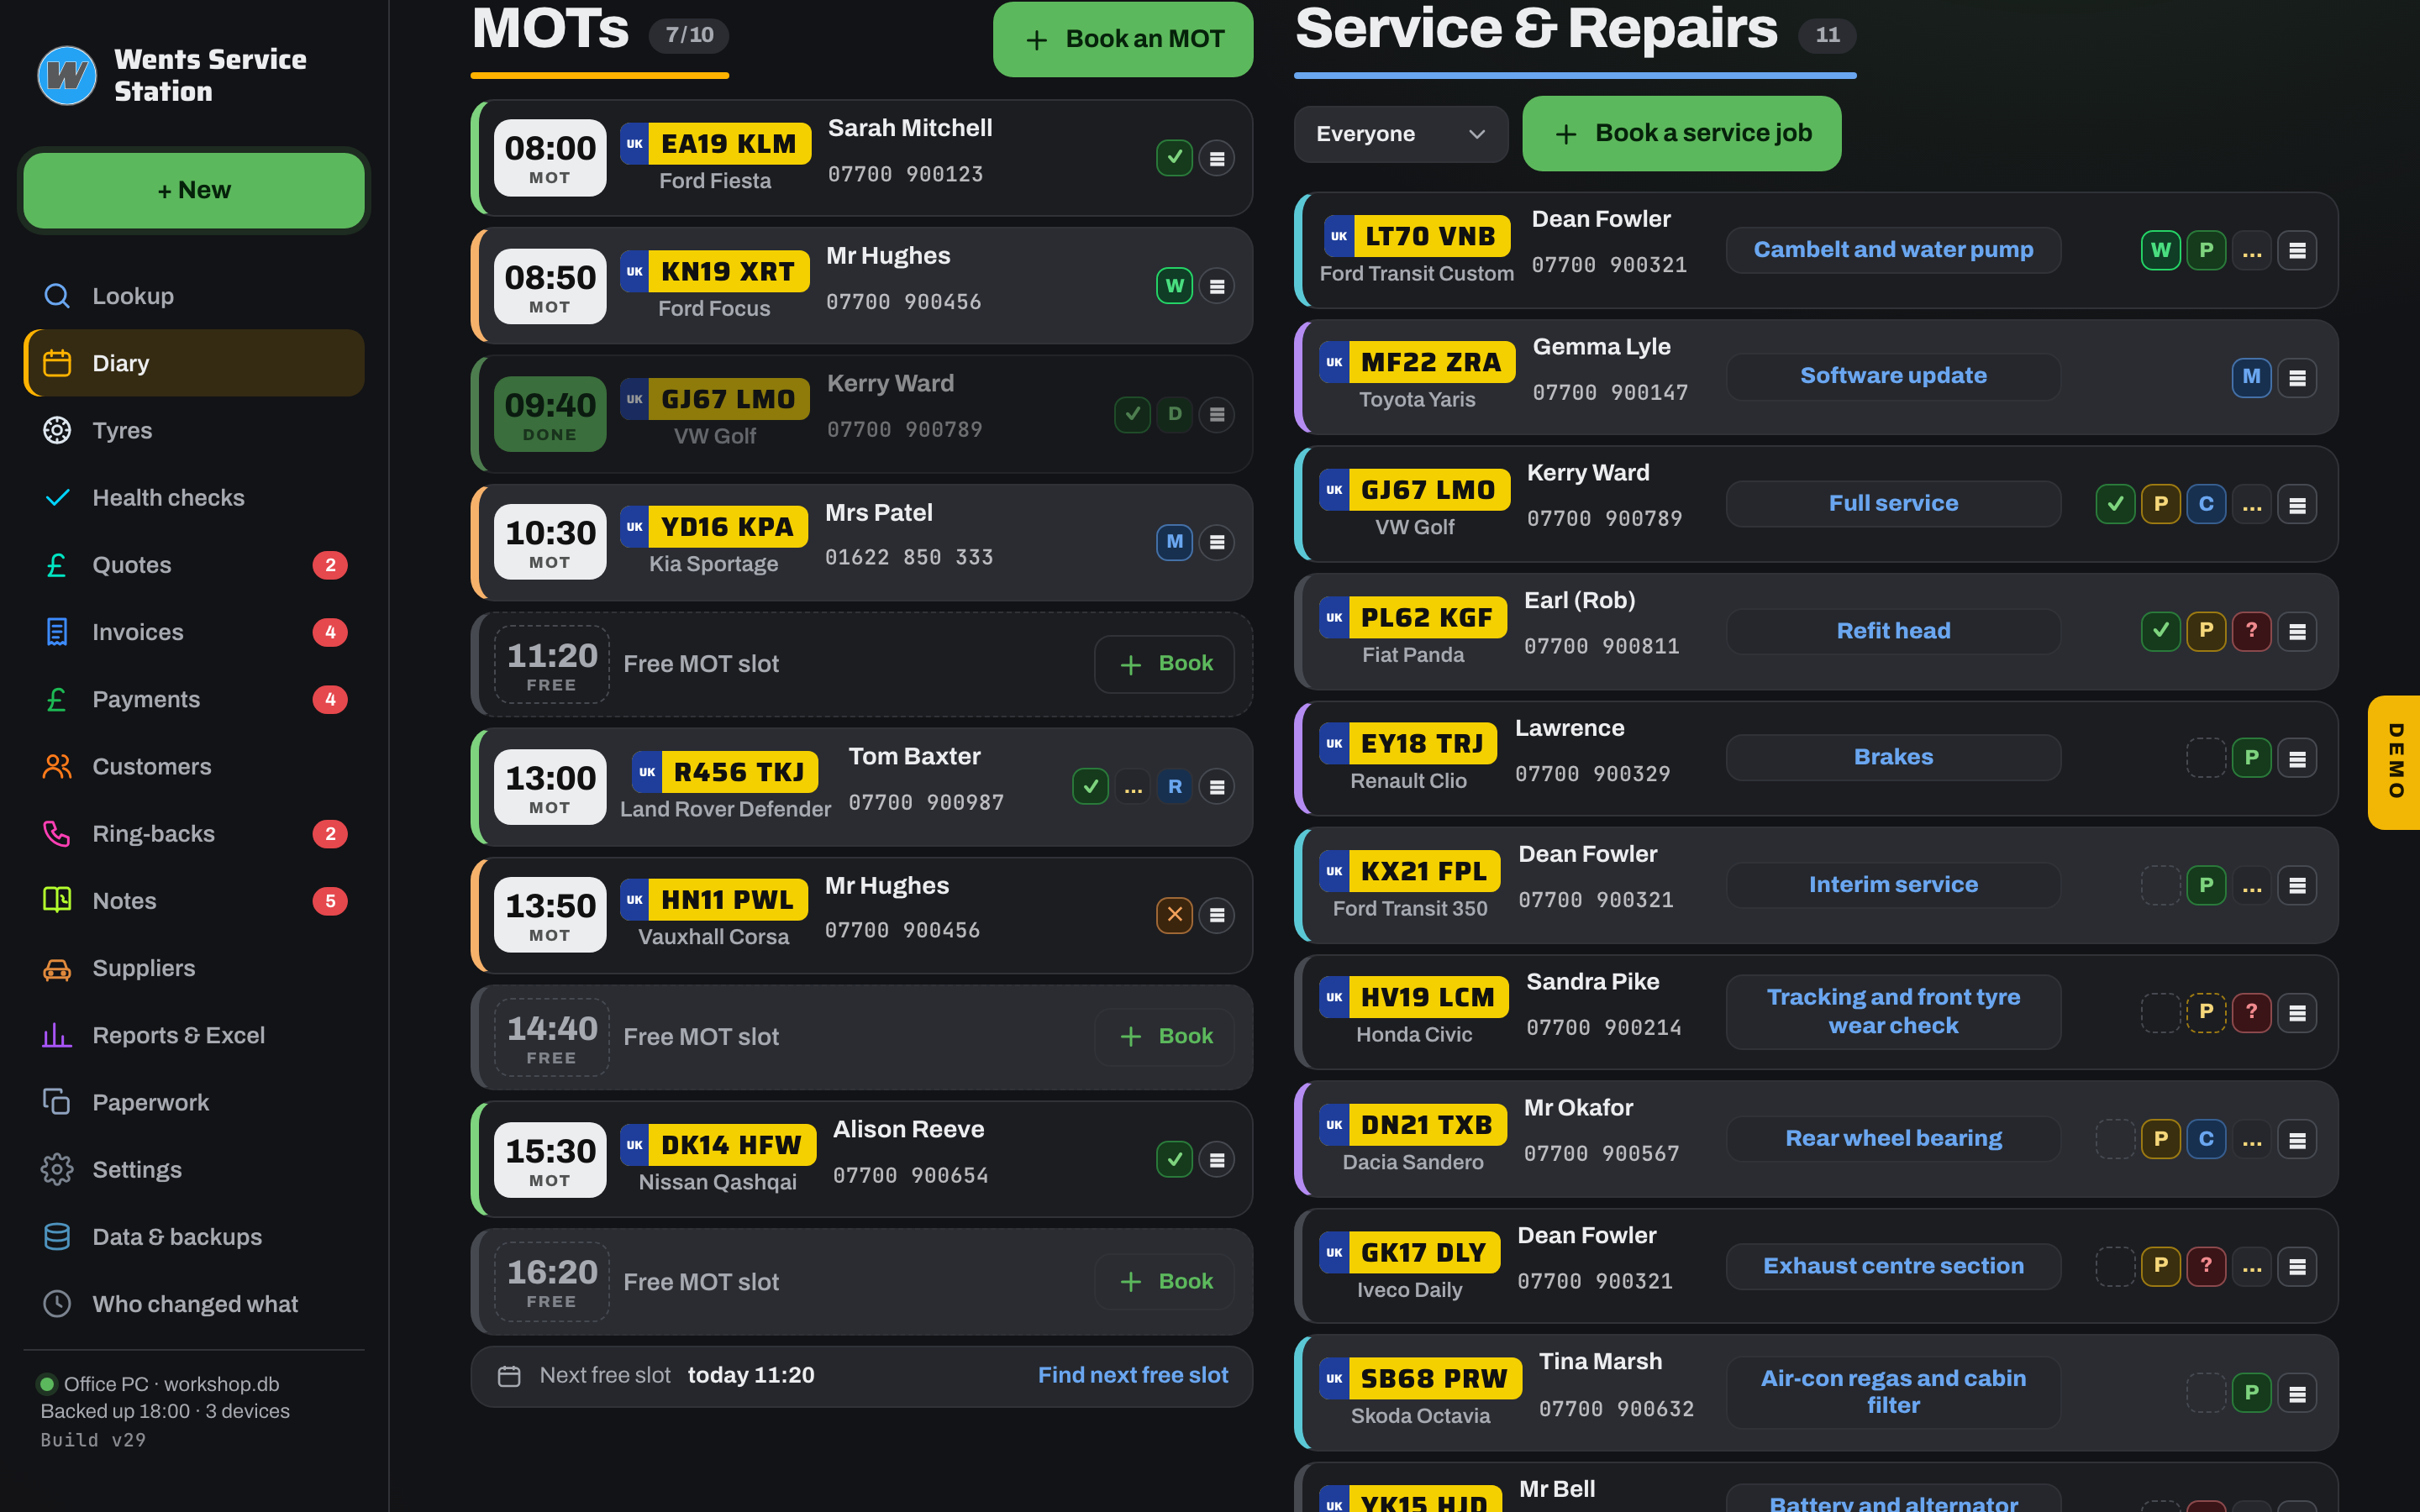 Wents Service
Station
+ New
Lookup
Diary
Tyres
Health checks
Quotes 2
Invoices 4
Payments 4
Customers
Ring-backs 2
Notes 5
Suppliers
Reports & Excel
Paperwork
Settings
Data & backups
Who changed what
Office PC · workshop.db
Backed up 18:00 · 3 devices
Build v29
MOTs 7/10
+ Book an MOT
08:00 MOT
UK EA19 KLM
Ford Fiesta
Sarah Mitchell
07700 900123
08:50 MOT
UK KN19 XRT
Ford Focus
Mr Hughes
07700 900456
W
09:40 DONE
UK GJ67 LMO
VW Golf
Kerry Ward
07700 900789
D
10:30 MOT
UK YD16 KPA
Kia Sportage
Mrs Patel
01622 850 333
M
11:20 FREE
Free MOT slot
+ Book
13:00 MOT
UK R456 TKJ
Land Rover Defender
Tom Baxter
07700 900987
... R
13:50 MOT
UK HN11 PWL
Vauxhall Corsa
Mr Hughes
07700 900456
14:40 FREE
Free MOT slot
+ Book
15:30 MOT
UK DK14 HFW
Nissan Qashqai
Alison Reeve
07700 900654
16:20 FREE
Free MOT slot
+ Book
Next free slot today 11:20
Find next free slot
Service & Repairs 11
Everyone
+ Book a service job
UK LT70 VNB
Ford Transit Custom
Dean Fowler
07700 900321
Cambelt and water pump
W P ...
UK MF22 ZRA
Toyota Yaris
Gemma Lyle
07700 900147
Software update
M
UK GJ67 LMO
VW Golf
Kerry Ward
07700 900789
Full service
P C ...
UK PL62 KGF
Fiat Panda
Earl (Rob)
07700 900811
Refit head
P ?
UK EY18 TRJ
Renault Clio
Lawrence
07700 900329
Brakes
P
UK KX21 FPL
Ford Transit 350
Dean Fowler
07700 900321
Interim service
P ...
UK HV19 LCM
Honda Civic
Sandra Pike
07700 900214
Tracking and front tyre
wear check
P ?
UK DN21 TXB
Dacia Sandero
Mr Okafor
07700 900567
Rear wheel bearing
P C ...
UK GK17 DLY
Iveco Daily
Dean Fowler
07700 900321
Exhaust centre section
P ? ...
UK SB68 PRW
Skoda Octavia
Tina Marsh
07700 900632
Air-con regas and cabin
filter
P
UK YK15 HJD
Mr Bell
Battery and alternator
DEMO